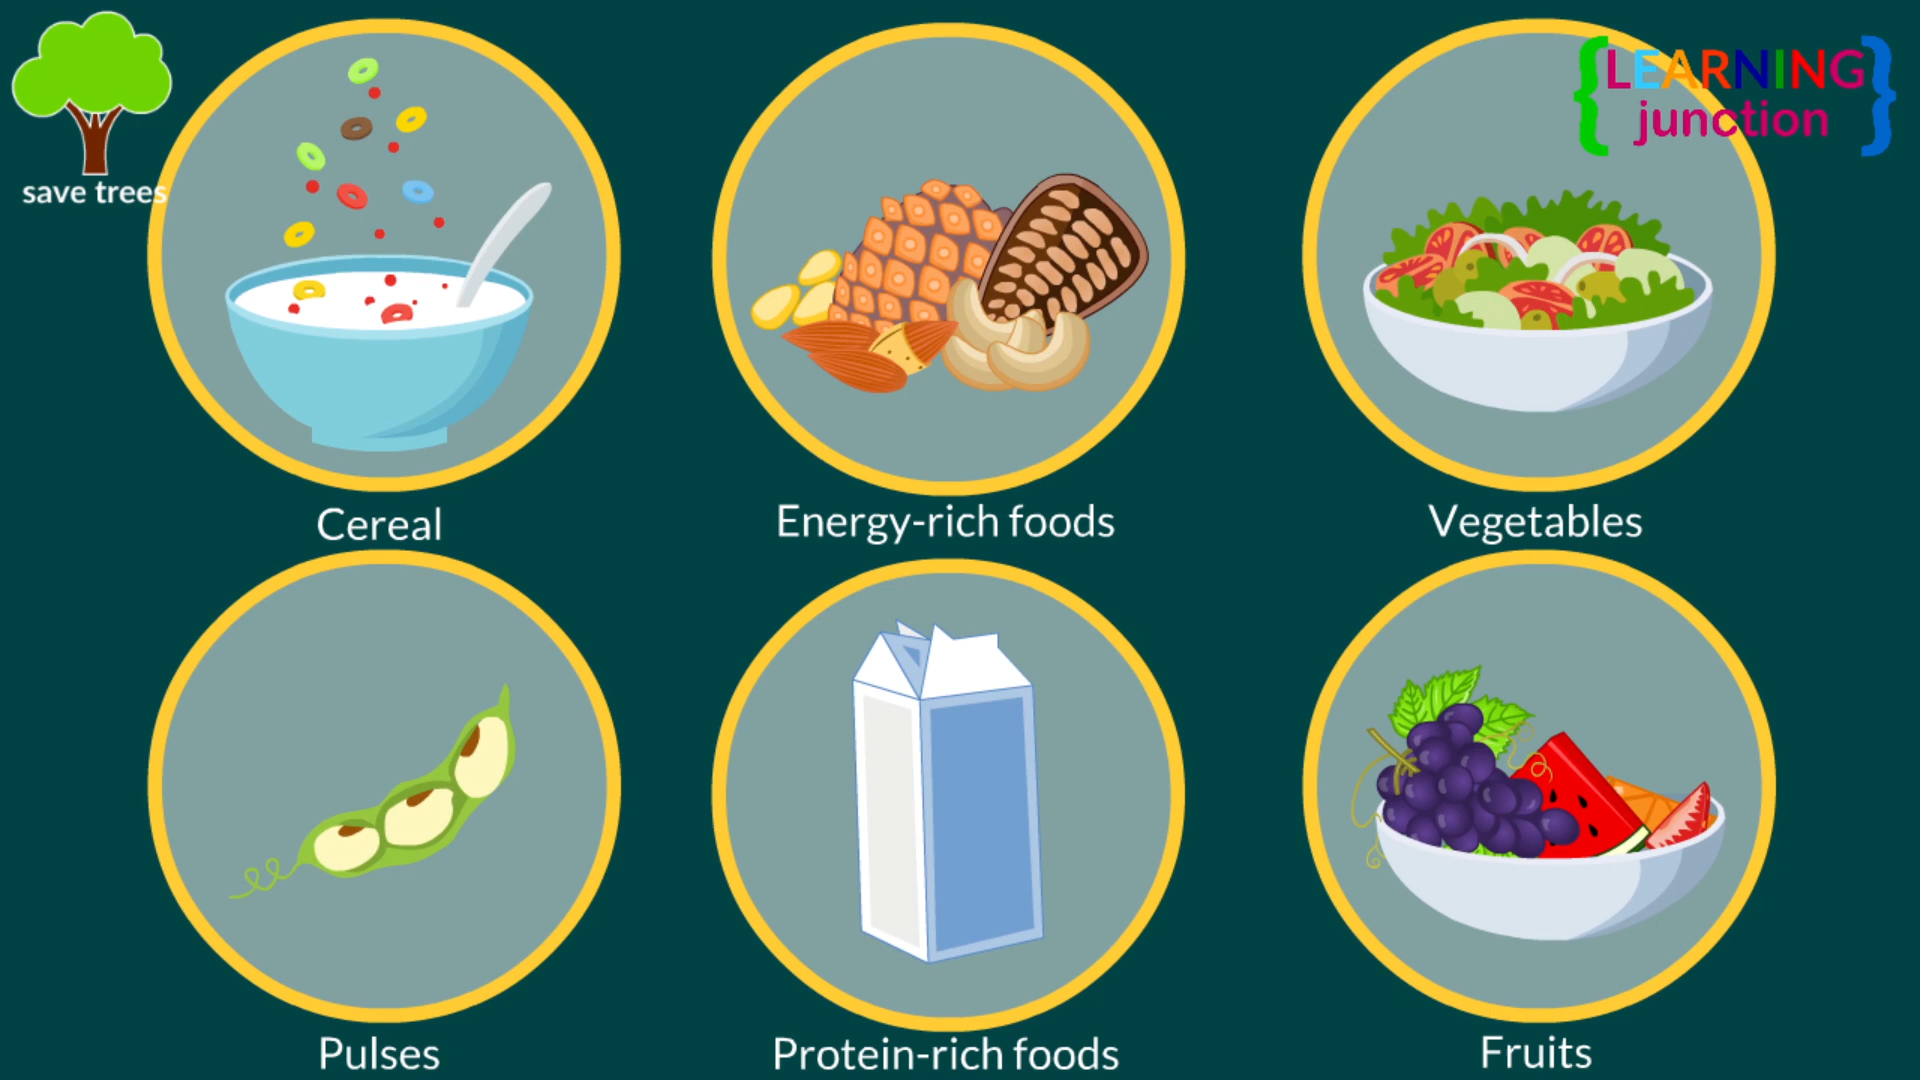 save trees
LEARNING
junction
Cereal
Energy-rich foods
Vegetables
Pulses
Protein-rich foods
Fruits